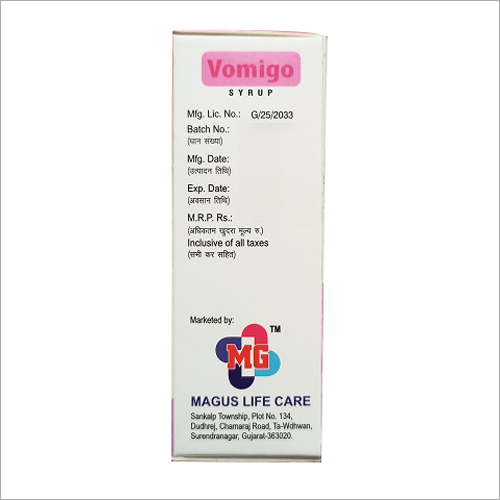 Vomigo
SYRUP
Mfg. Lic. No.: G/25/2033
Batch No.:
(घान संख्या)
Mfg. Date:
(उत्पादन तिथि)
Exp. Date:
(अवसान तिथि)
M.R.P. Rs.:
(अधिकतम खुदरा मूल्य रु.)
Inclusive of all taxes
(सभी कर सहित)
Marketed by:
TM
MG
MAGUS LIFE CARE
Sankalp Township, Plot No. 134,
Dudhrej, Chamaraj Road, Ta-Wdhwan,
Surendranagar, Gujarat-363020.